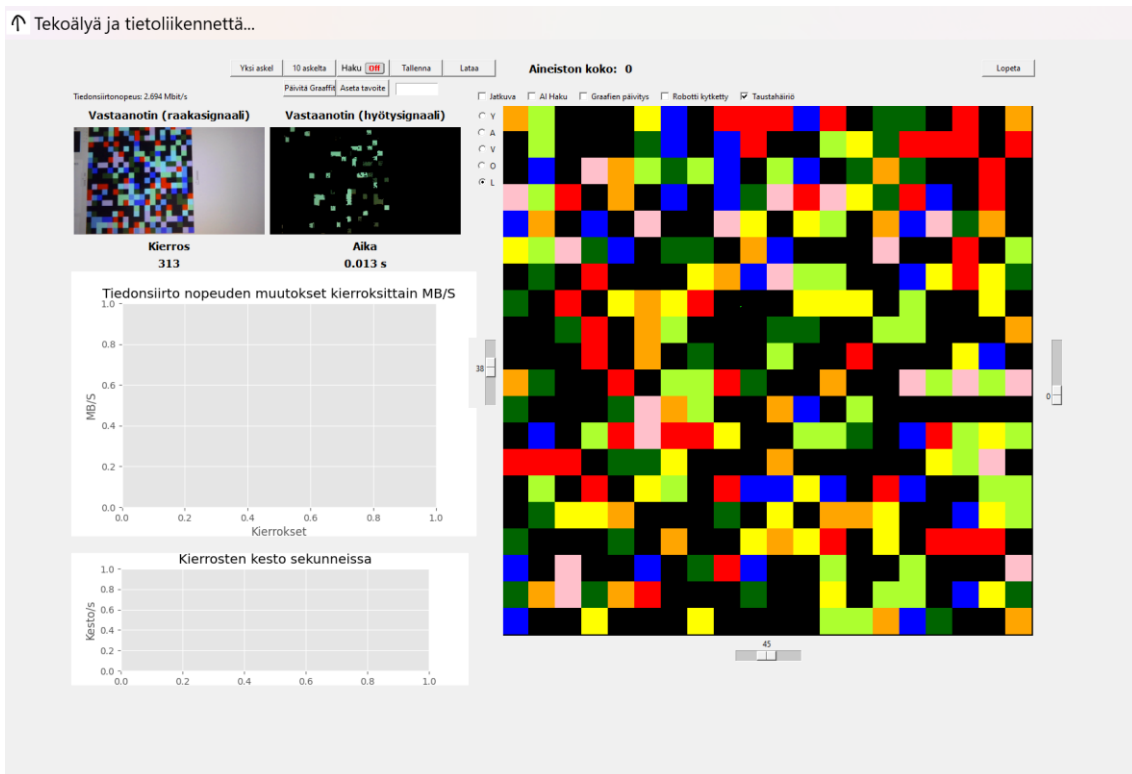 Tekoälyä ja tietoliikennettä...
Yksi askel 10 askelta Haku Off Tallenna Lataa Aineiston koko: 0 Lopeta
Päivitä Graaffit Aseta tavoite
Tiedonsiirtonopeus: 2.694 Mbit/s
Jatkuva AI Haku Graafien päivitys Robotti kytketty Taustahäiriö
Vastaanotin (raakasignaali) Vastaanotin (hyötysignaali)
Y
A
V
O
L
Kierros Aika
313 0.013 s
Tiedonsiirto nopeuden muutokset kierroksittain MB/S
1.0
0.8
0.6
0.4
0.2
0.0
MB/S
0.0 0.2 0.4 0.6 0.8 1.0
Kierrokset
38
0
45
Kierrosten kesto sekunneissa
1.0
0.8
0.6
0.4
0.2
0.0
Kesto/s
0.0 0.2 0.4 0.6 0.8 1.0